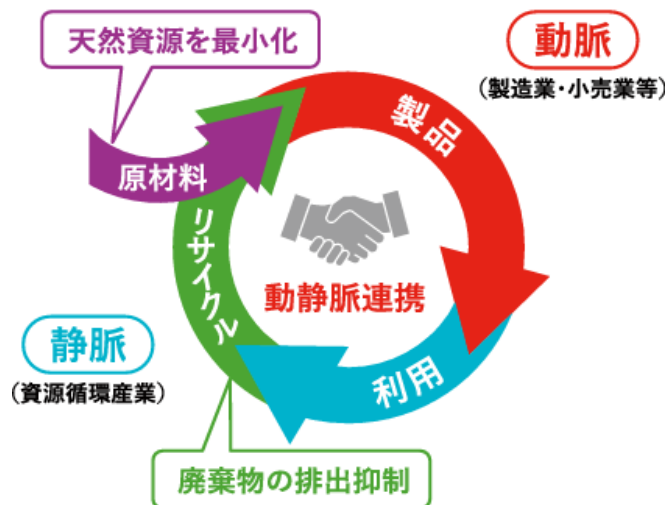 天然資源を最小化
動脈
(製造業・小売業等)
製品
原材料
リサイクル
動静脈連携
静脈
(資源循環産業)
利用
廃棄物の排出抑制